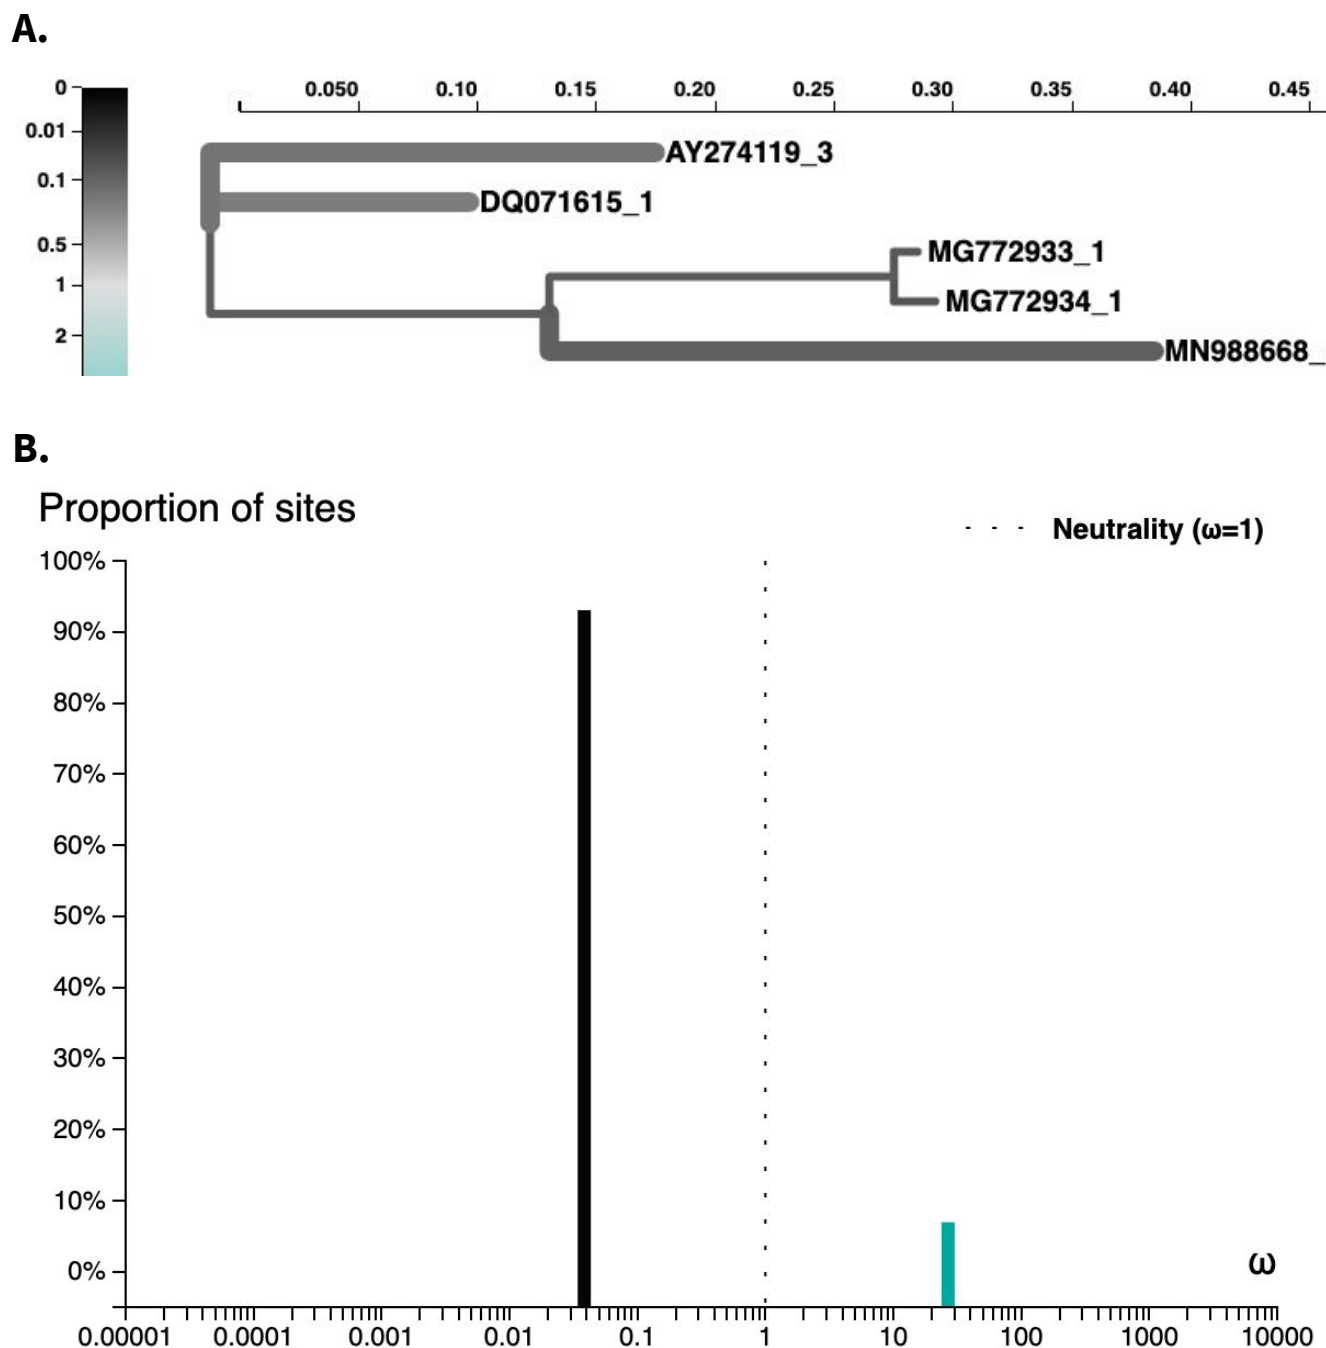 A.
0
0.01
0.1
0.5
1
2
0.050 0.10 0.15 0.20 0.25 0.30 0.35 0.40 0.45
AY274119_3
DQ071615_1
MG772933_1
MG772934_1
MN988668_
B.
Proportion of sites
Neutrality (ω=1)
100%
90%
80%
70%
60%
50%
40%
30%
20%
10%
0%
ω
0.00001 0.0001 0.001 0.01 0.1 1 10 100 1000 10000